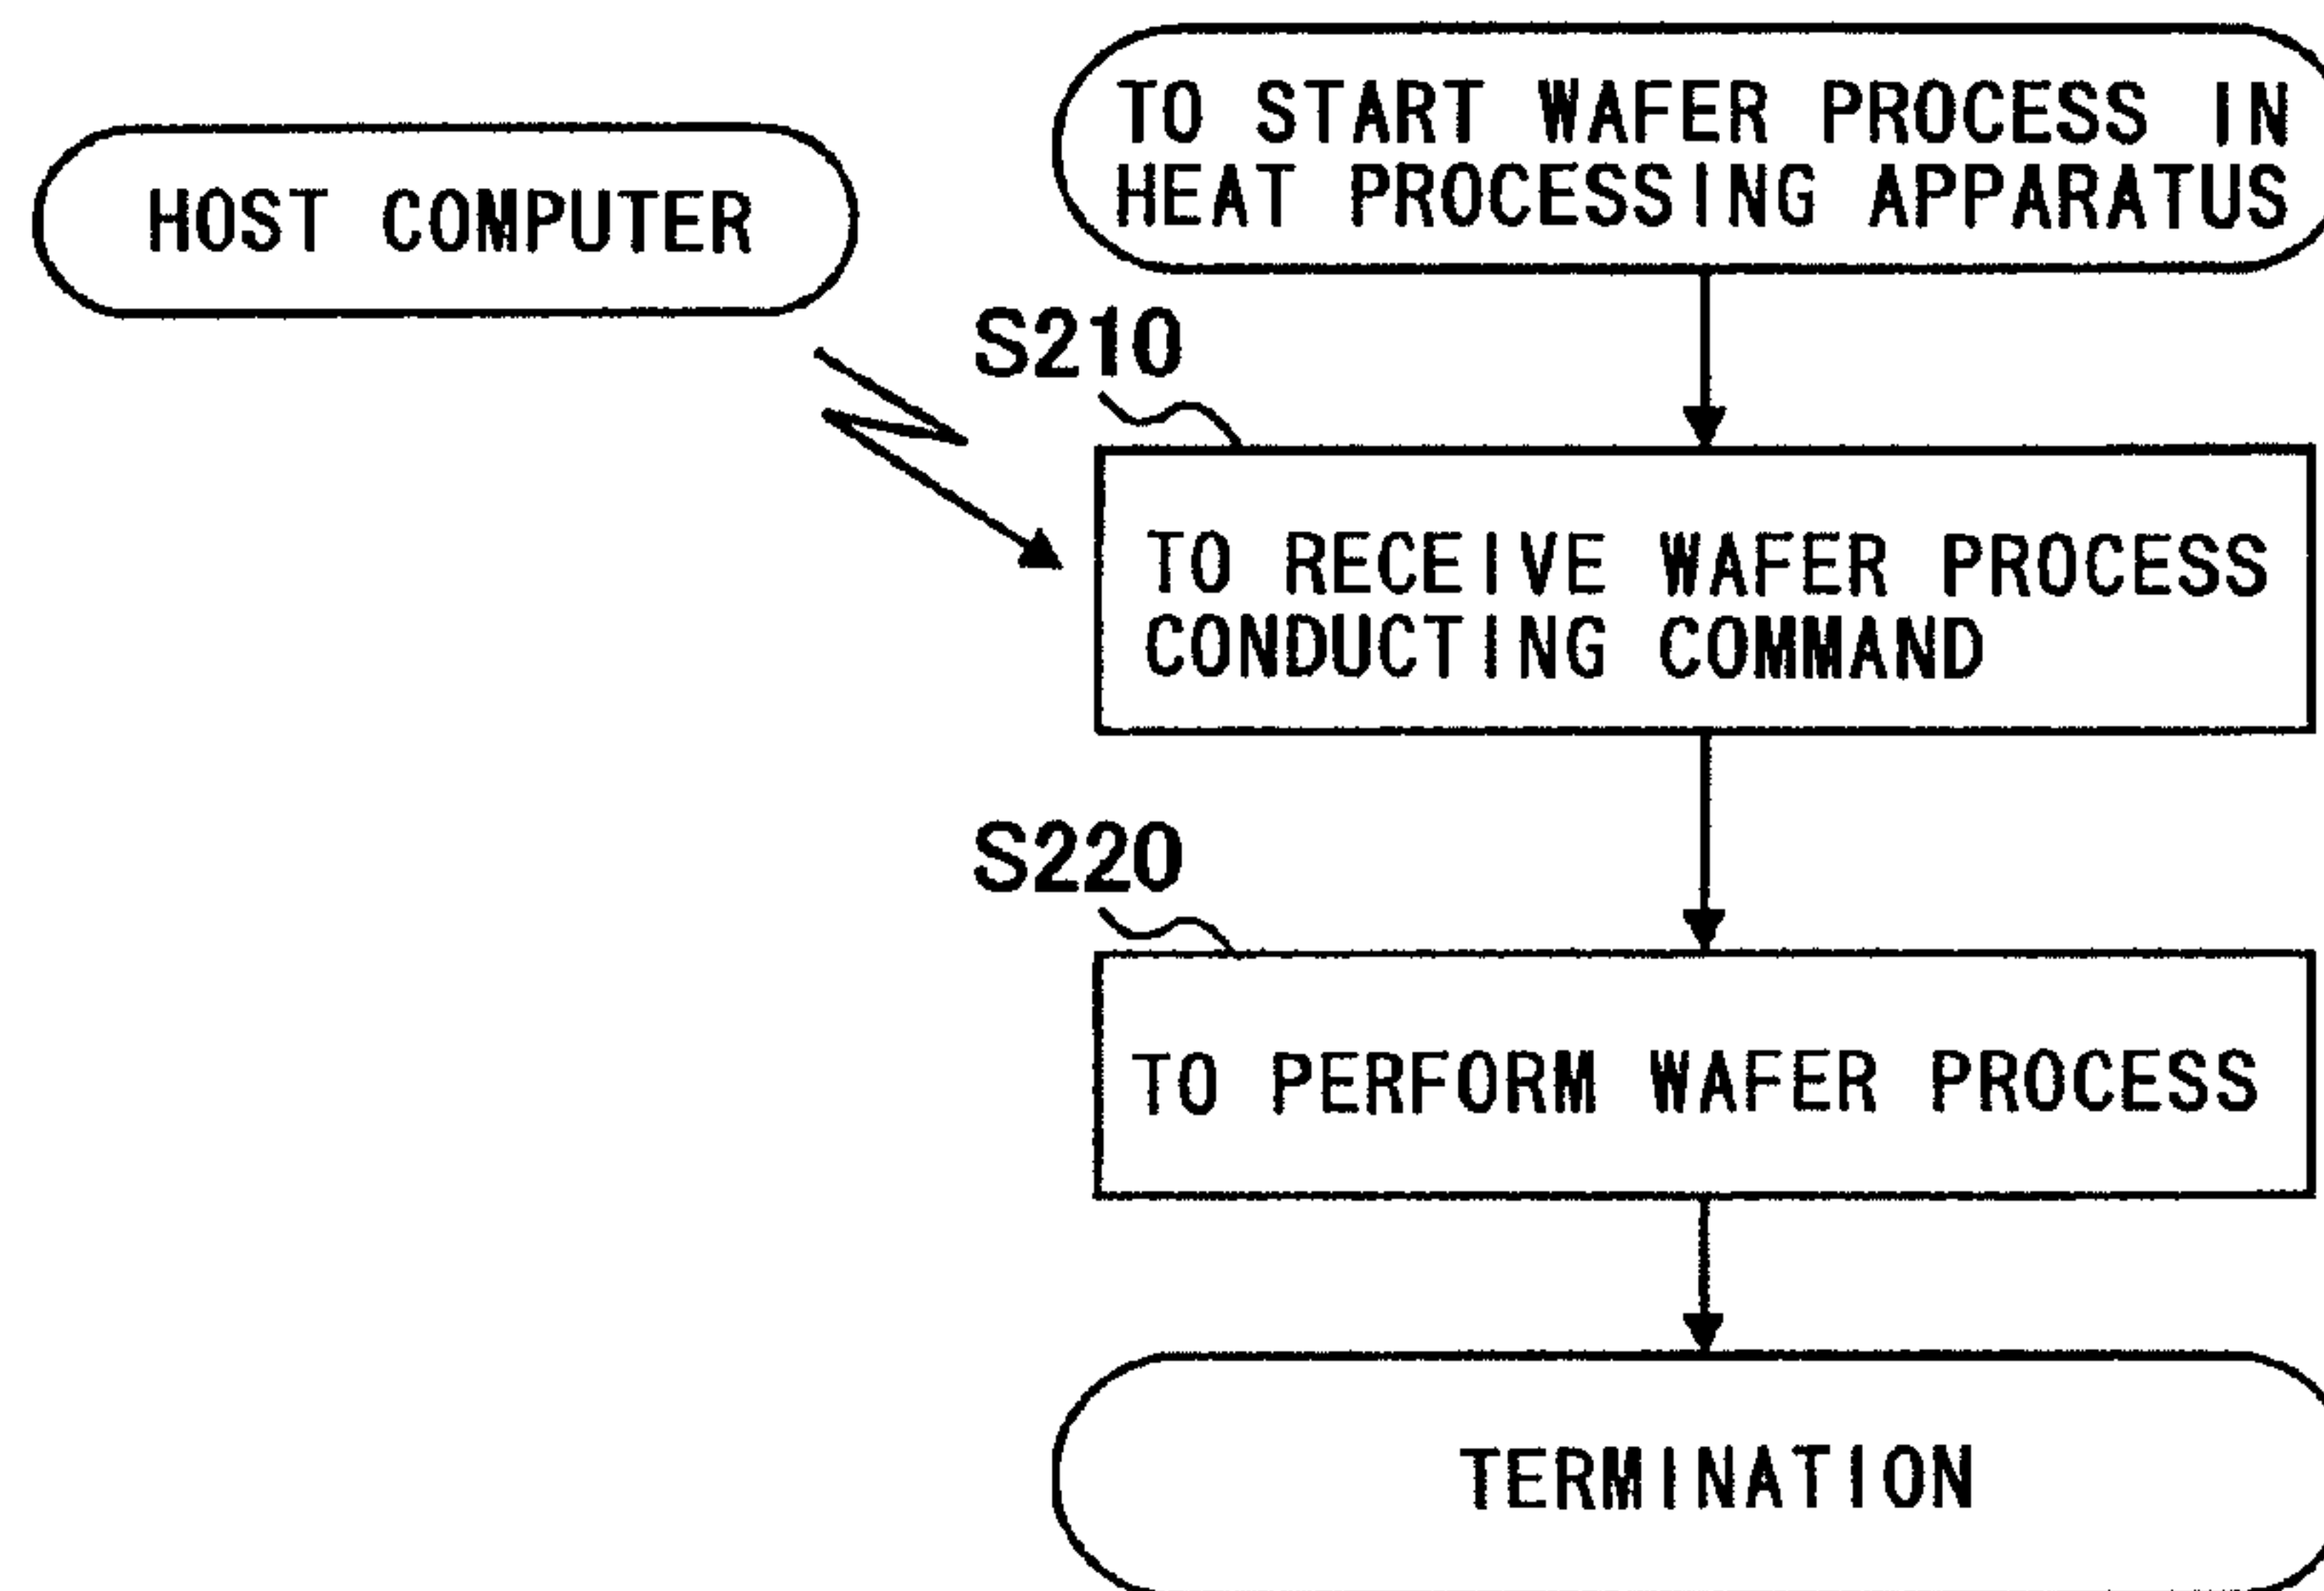 TO START WAFER PROCESS IN
HEAT PROCESSING APPARATUS
HOST COMPUTER
S210
TO RECEIVE WAFER PROCESS
CONDUCTING COMMAND
S220
TO PERFORM WAFER PROCESS
TERMINATION